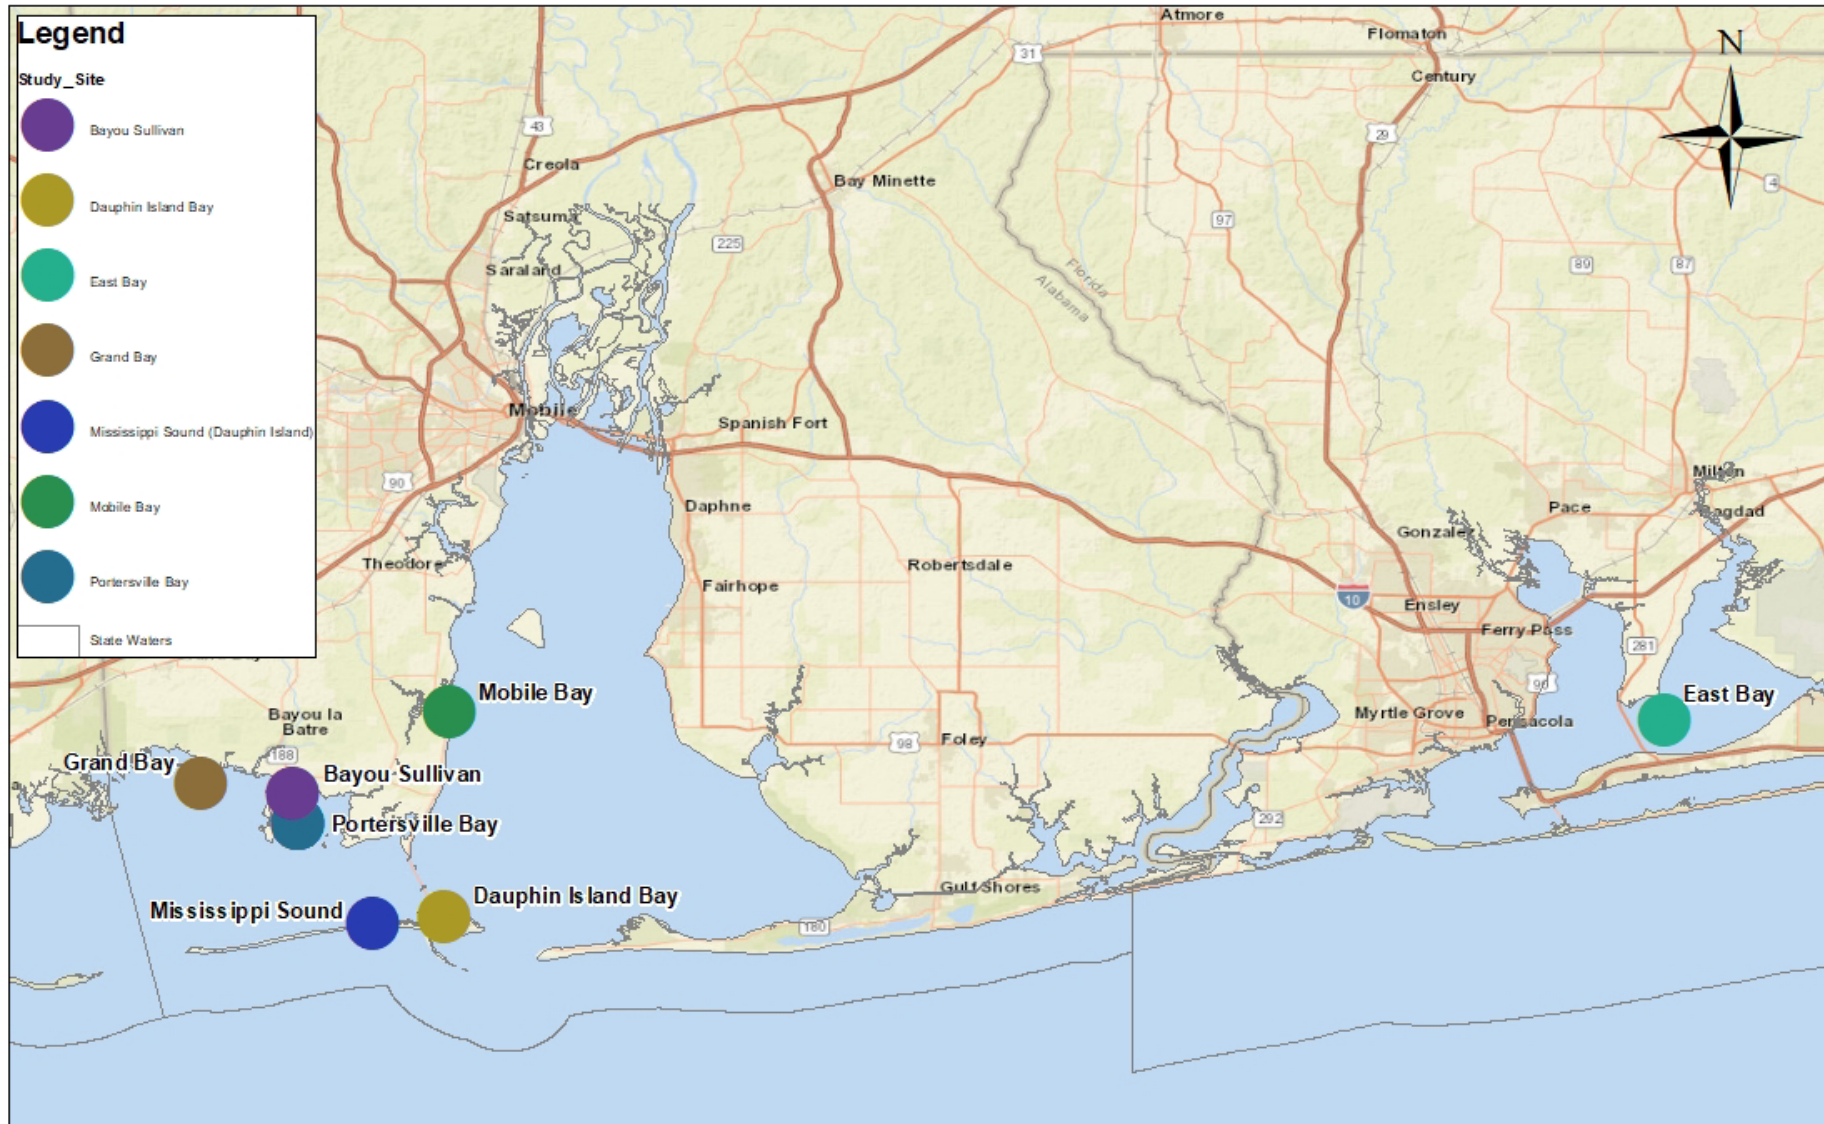 Legend
Study_Site
Bayou Sullivan
Dauphin Island Bay
East Bay
Grand Bay
Mississippi Sound (Dauphin Island)
Mobile Bay
Portersville Bay
State Waters
N
Atmore
Flomaton
31
Century
43
29
Creola
Bay Minette
4
Satsuma
97
225
Saraland
Florida
Alabama
89
87
Mobile
Spanish Fort
90
Milton
Daphne
Pace
Bagdad
Gonzalez
Theodore
Robertsdale
Fairhope
10
Ensley
Ferry Pass
281
90
Mobile Bay
East Bay
Bayou la
Batre
Myrtle Grove
Pensacola
188
98
Foley
Grand Bay
Bayou Sullivan
Portersville Bay
292
Gulf Shores
Dauphin Island Bay
Mississippi Sound
180